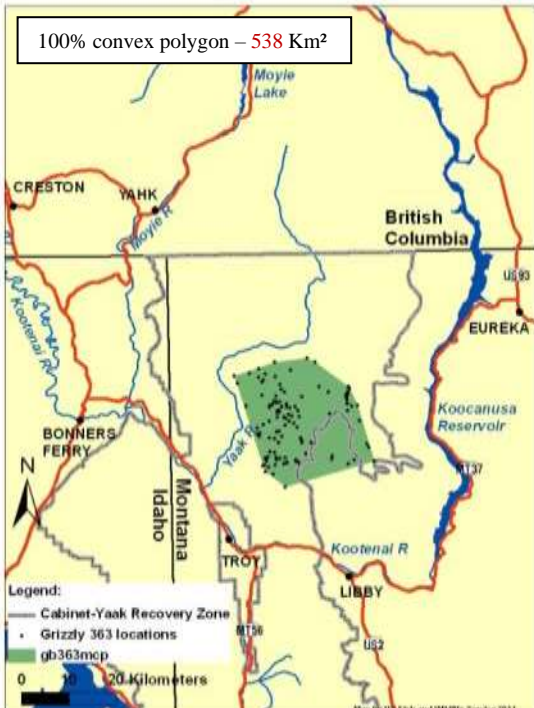 100% convex polygon – 538 Km²
Moyie
Lake
CRESTON
YAHK
Moyie R
British
Columbia
US93
Kootenai R
EUREKA
Koocanusa
Reservoir
BONNERS
FERRY
Yaak R
MT37
N
Montana
Idaho
Kootenai R
TROY
LIBBY
Legend:
Cabinet-Yaak Recovery Zone
Grizzly 363 locations
gb363mcp
MT56
US2
0 10 20 Kilometers